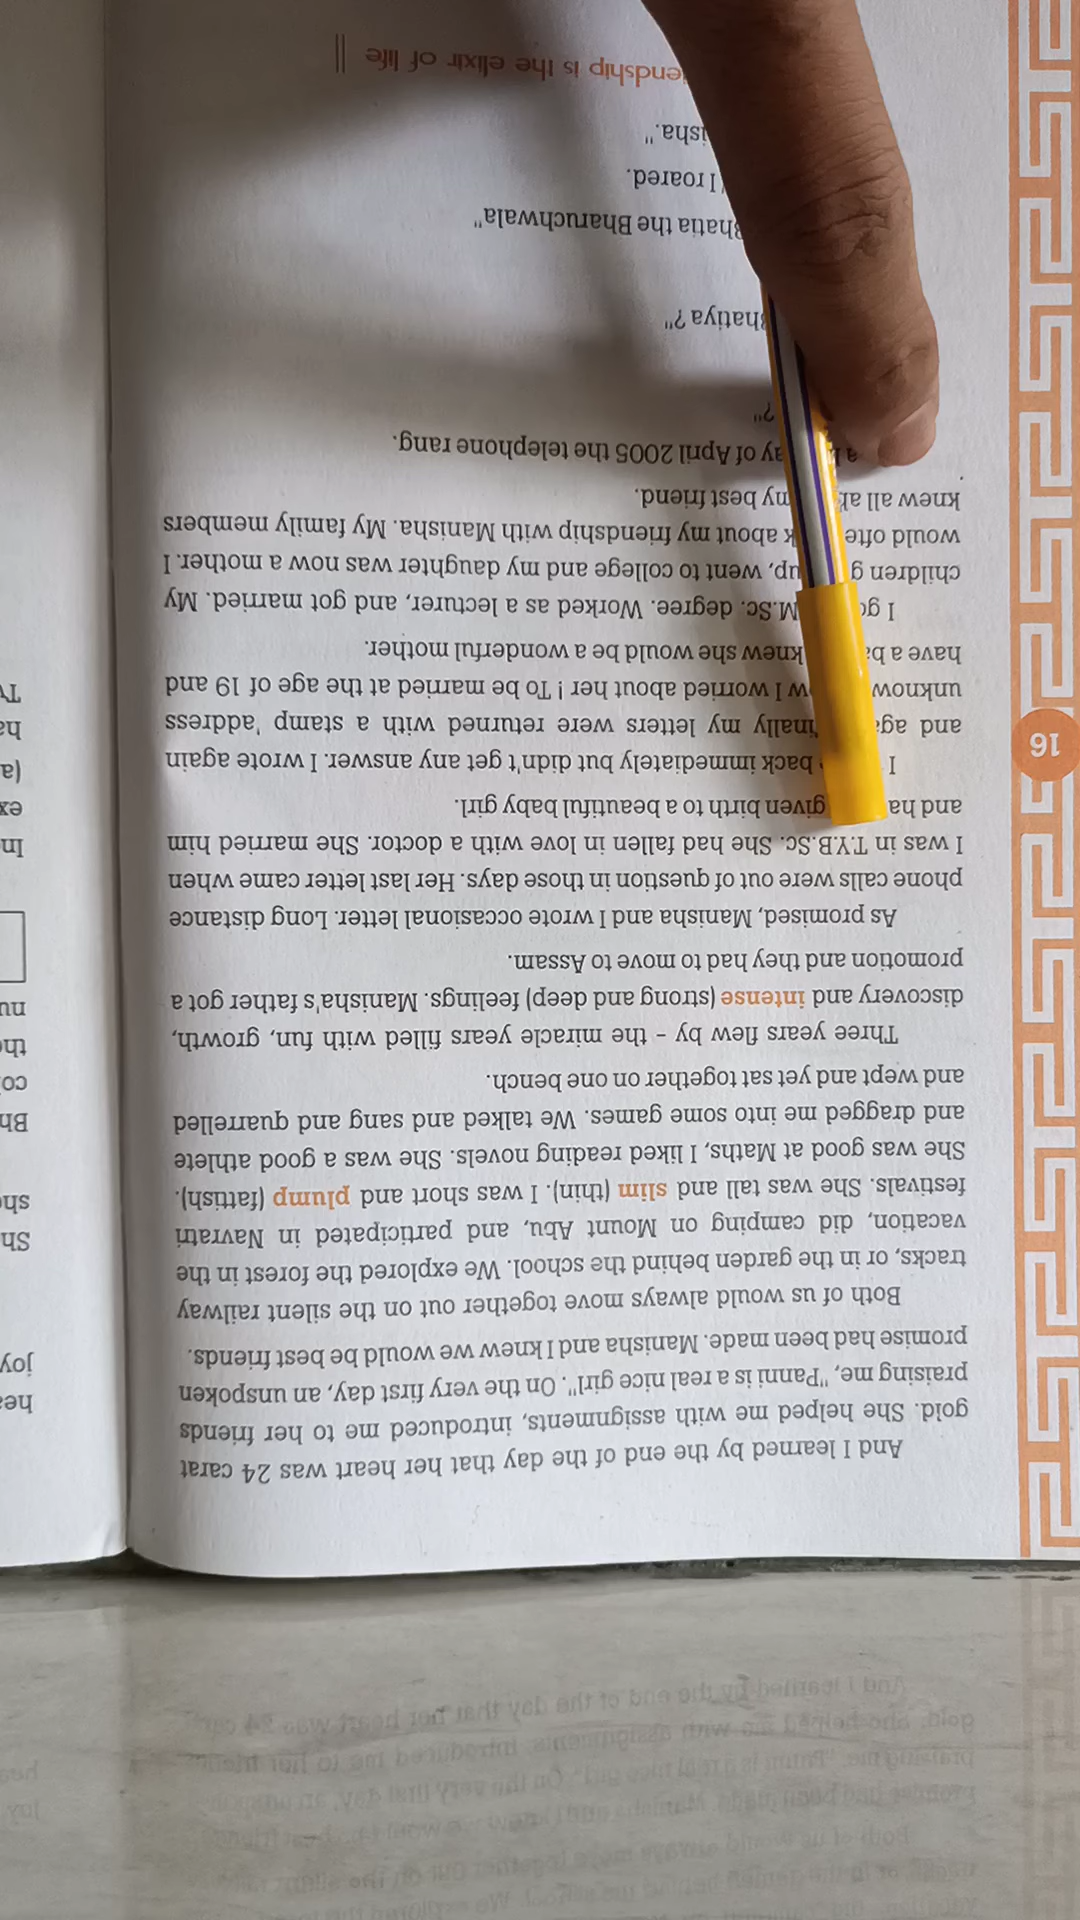 And I learned by the end of the day that her heart was 24 carat
gold. She helped me with assignments, introduced me to her friends
praising me, "Panni is a real nice girl". On the very first day, an unspoken
promise had been made. Manisha and I knew we would be best friends.
Both of us would always move together out on the silent railway
tracks, or in the garden behind the school. We explored the forest in the
vacation, did camping on Mount Abu, and participated in Navratri
festivals. She was tall and slim (thin). I was short and plump (fattish).
She was good at Maths, I liked reading novels. She was a good athlete
and dragged me into some games. We talked and sang and quarrelled
and wept and yet sat together on one bench.
Three years flew by - the miracle years filled with fun, growth,
discovery and intense (strong and deep) feelings. Manisha's father got a
promotion and they had to move to Assam.
As promised, Manisha and I wrote occasional letter. Long distance
phone calls were out of question in those days. Her last letter came when
I was in T.Y.B.Sc. She had fallen in love with a doctor. She married him
and given birth to a beautiful baby girl.
I back immediately but didn't get any answer. I wrote again
and my letters were returned with a stamp 'address
I worried about her ! To be married at the age of 19 and
have a knew she would be a wonderful mother.
I M.Sc. degree. Worked as a lecturer, and got married. My
children up, went to college and my daughter was now a mother. I
would about my friendship with Manisha. My family members
knew all my best friend.
of April 2005 the telephone rang.
?"
Bhatiya ?"
Bhatia the Bharuchwala"
I roared.
is the elixir of life ||
16